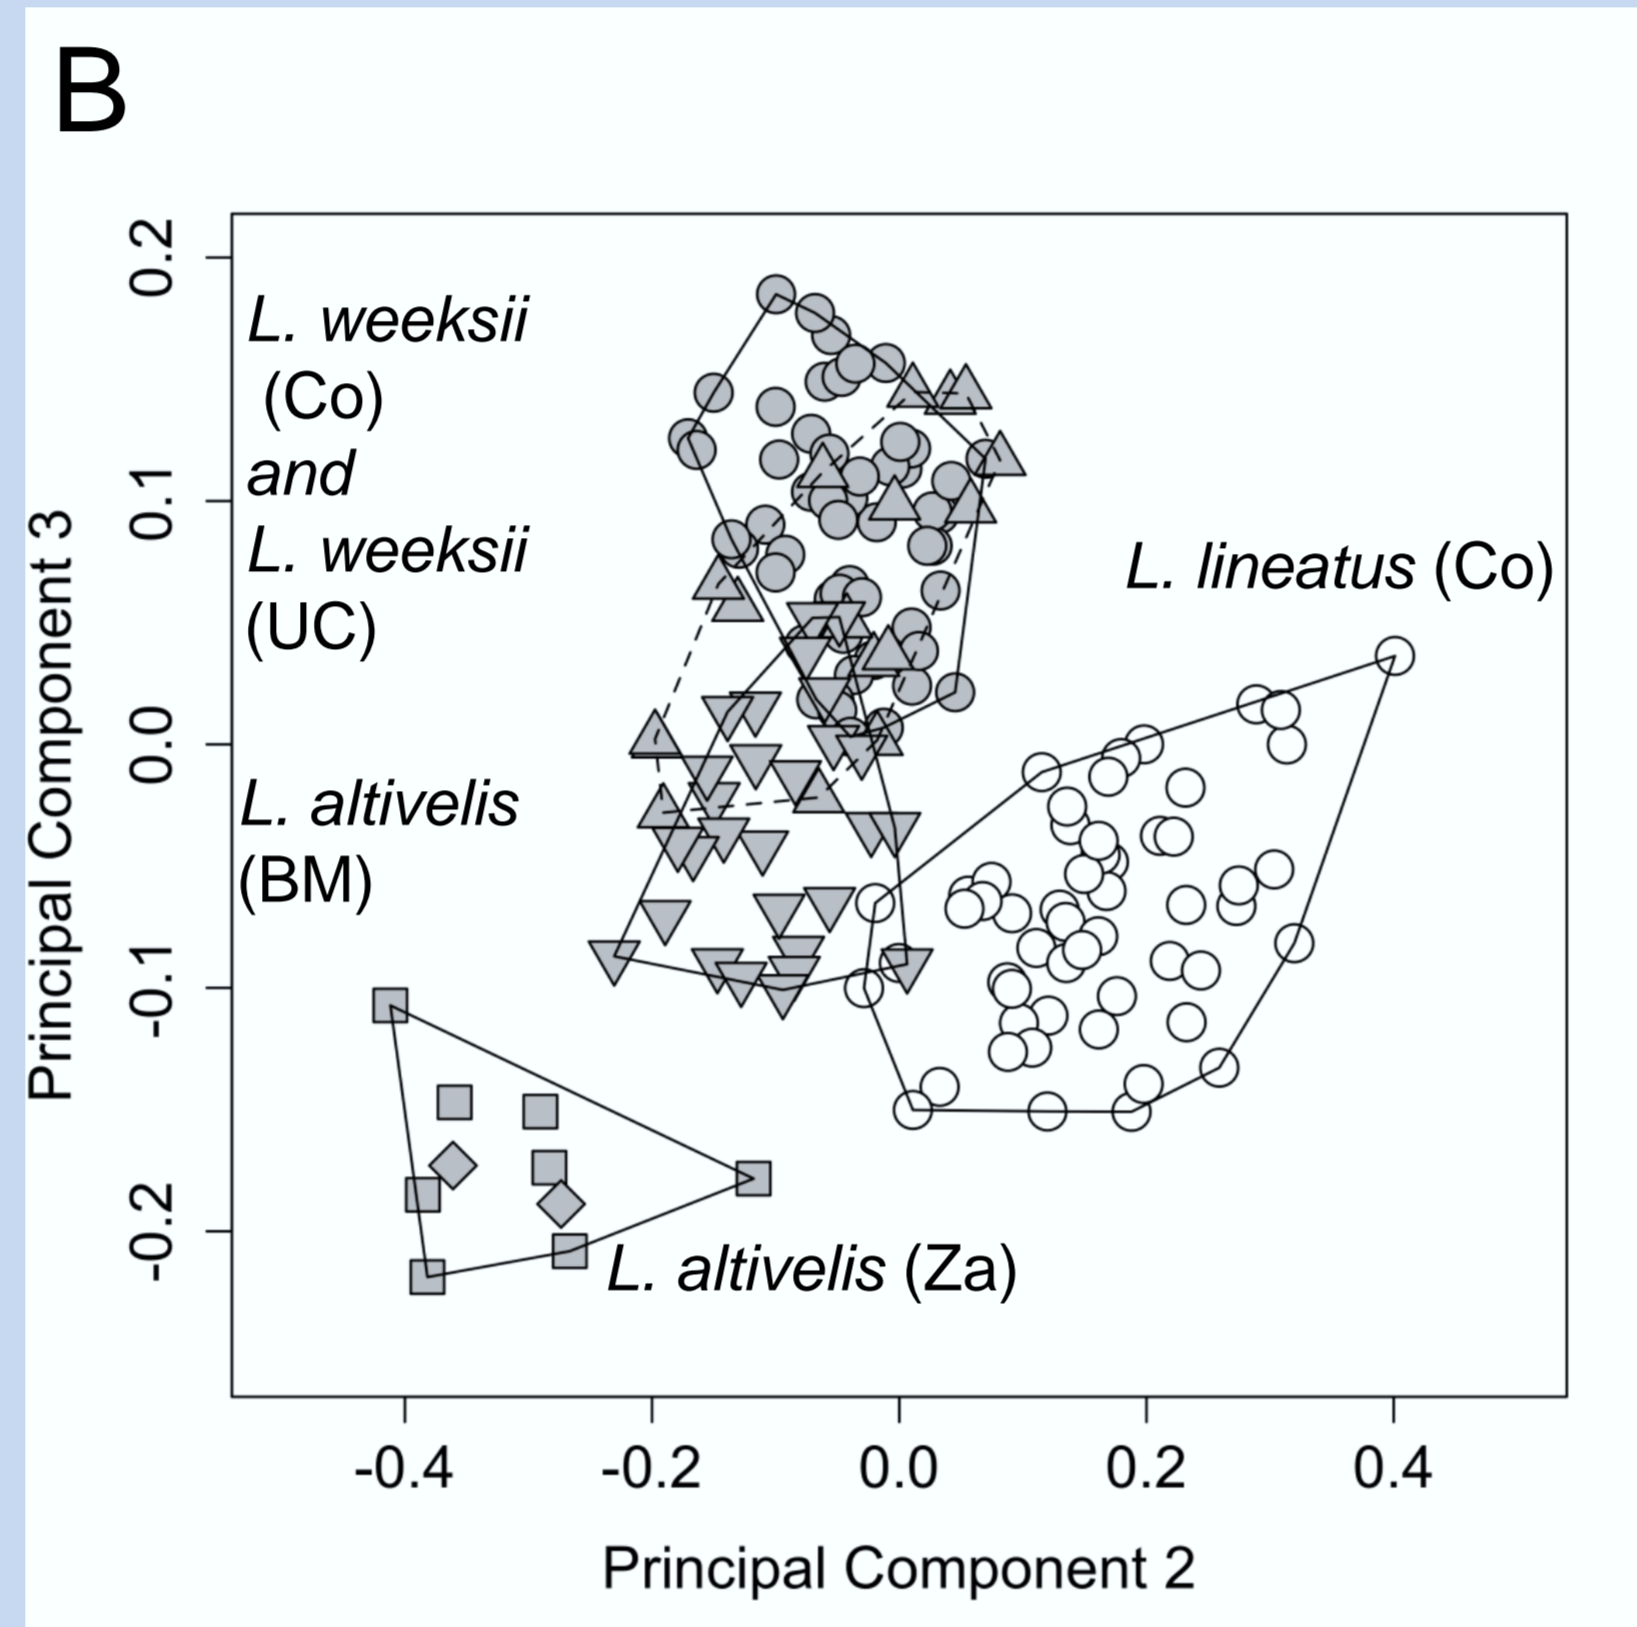 B
L. weeksii
(Co)
and
L. weeksii
(UC)
L. lineatus (Co)
L. altivelis
(BM)
L. altivelis (Za)
Principal Component 3
0.2
0.1
0.0
-0.1
-0.2
-0.4 -0.2 0.0 0.2 0.4
Principal Component 2